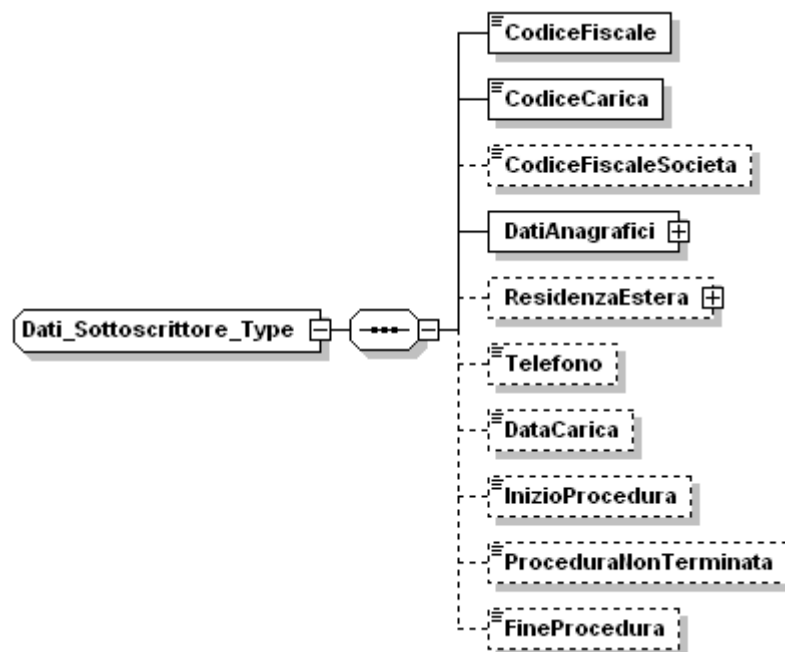 CodiceFiscale
CodiceCarica
CodiceFiscaleSocieta
DatiAnagrafici
ResidenzaEstera
Dati_Sottoscrittore_Type
Telefono
DataCarica
InizioProcedura
ProceduraNonTerminata
FineProcedura